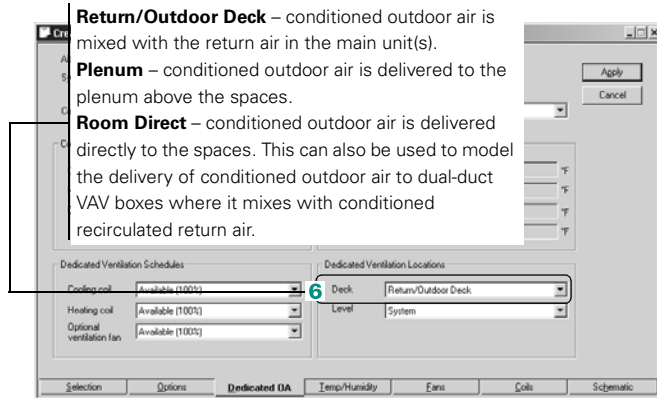 Return/Outdoor Deck – conditioned outdoor air is
mixed with the return air in the main unit(s).
Plenum – conditioned outdoor air is delivered to the
plenum above the spaces.
Room Direct – conditioned outdoor air is delivered
directly to the spaces. This can also be used to model
the delivery of conditioned outdoor air to dual-duct
VAV boxes where it mixes with conditioned
recirculated return air.
Cre
Apply
Cancel
°F
°F
°F
°F
Dedicated Ventilation Schedules
Cooling coil Available (100%)
Heating coil Available (100%)
Optional
ventilation fan Available (100%)
Dedicated Ventilation Locations
6 Deck Return/Outdoor Deck
Level System
Selection Options Dedicated OA Temp/Humidity Fans Coils Schematic